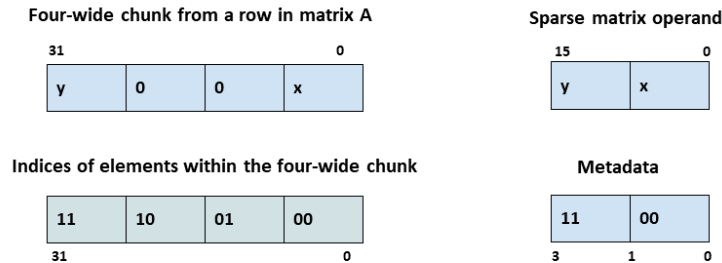 Four-wide chunk from a row in matrix A
31 0
y 0 0 x
Indices of elements within the four-wide chunk
11 10 01 00
31 0
Sparse matrix operand
15 0
y x
Metadata
11 00
3 1 0